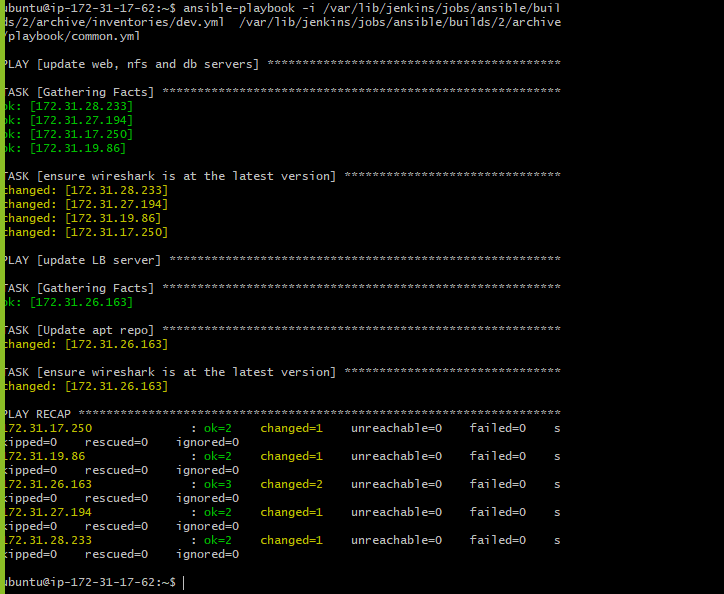 ubuntu@ip-172-31-17-62:~$ ansible-playbook -i /var/lib/jenkins/jobs/ansible/buil
ds/2/archive/inventories/dev.yml  /var/lib/jenkins/jobs/ansible/builds/2/archive
/playbook/common.yml
PLAY [update web, nfs and db servers] ******************************************
TASK [Gathering Facts] *********************************************************
ok: [172.31.28.233]
ok: [172.31.27.194]
ok: [172.31.17.250]
ok: [172.31.19.86]
TASK [ensure wireshark is at the latest version] *******************************
changed: [172.31.28.233]
changed: [172.31.27.194]
changed: [172.31.19.86]
changed: [172.31.17.250]
PLAY [update LB server] ********************************************************
TASK [Gathering Facts] *********************************************************
ok: [172.31.26.163]
TASK [Update apt repo] *********************************************************
changed: [172.31.26.163]
TASK [ensure wireshark is at the latest version] *******************************
changed: [172.31.26.163]
PLAY RECAP *********************************************************************
172.31.17.250              : ok=2    changed=1    unreachable=0    failed=0    s
kipped=0    rescued=0    ignored=0
172.31.19.86               : ok=2    changed=1    unreachable=0    failed=0    s
kipped=0    rescued=0    ignored=0
172.31.26.163              : ok=3    changed=2    unreachable=0    failed=0    s
kipped=0    rescued=0    ignored=0
172.31.27.194              : ok=2    changed=1    unreachable=0    failed=0    s
kipped=0    rescued=0    ignored=0
172.31.28.233              : ok=2    changed=1    unreachable=0    failed=0    s
kipped=0    rescued=0    ignored=0
ubuntu@ip-172-31-17-62:~$